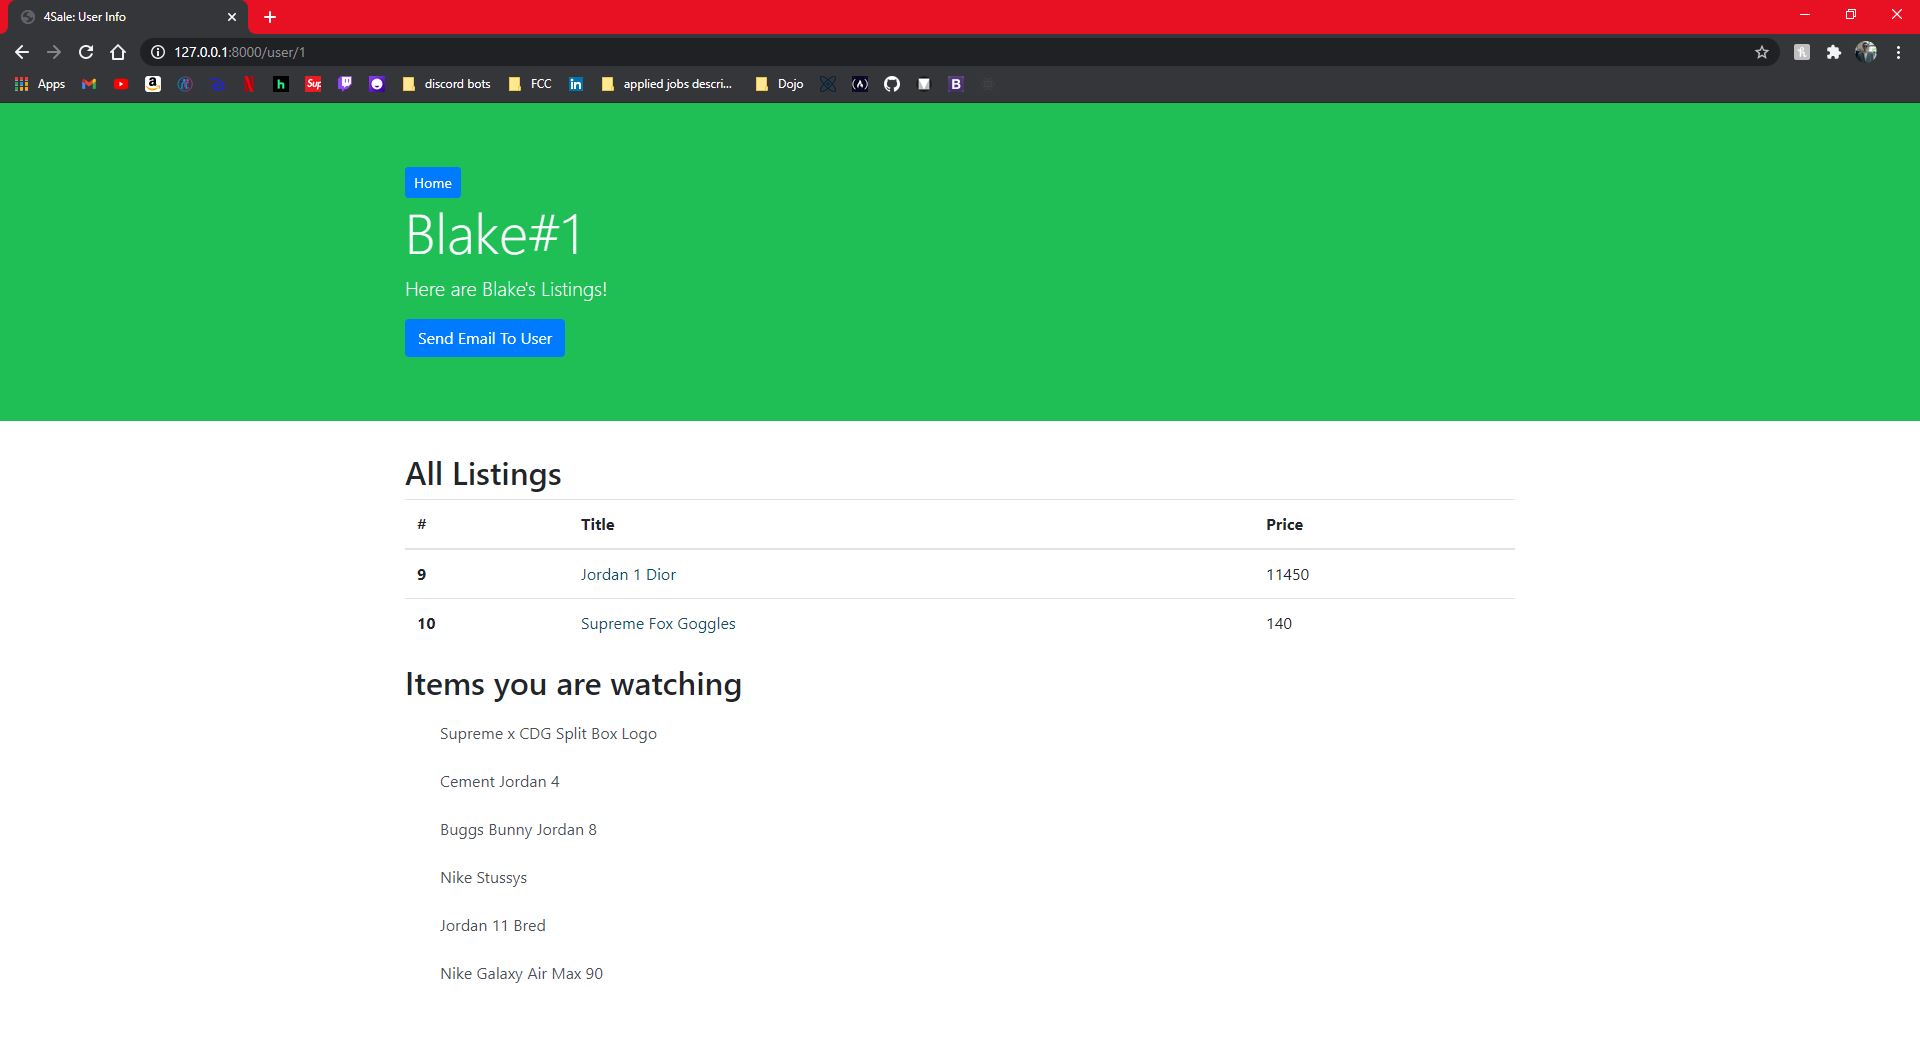 4Sale: User Info
127.0.0.1:8000/user/1
Apps
a
h
Sup
discord bots
FCC
in
applied jobs descri...
Dojo
(A)
B
Home
Blake#1
Here are Blake's Listings!
Send Email To User
All Listings
# Title Price
9 Jordan 1 Dior 11450
10 Supreme Fox Goggles 140
Items you are watching
Supreme x CDG Split Box Logo
Cement Jordan 4
Buggs Bunny Jordan 8
Nike Stussys
Jordan 11 Bred
Nike Galaxy Air Max 90